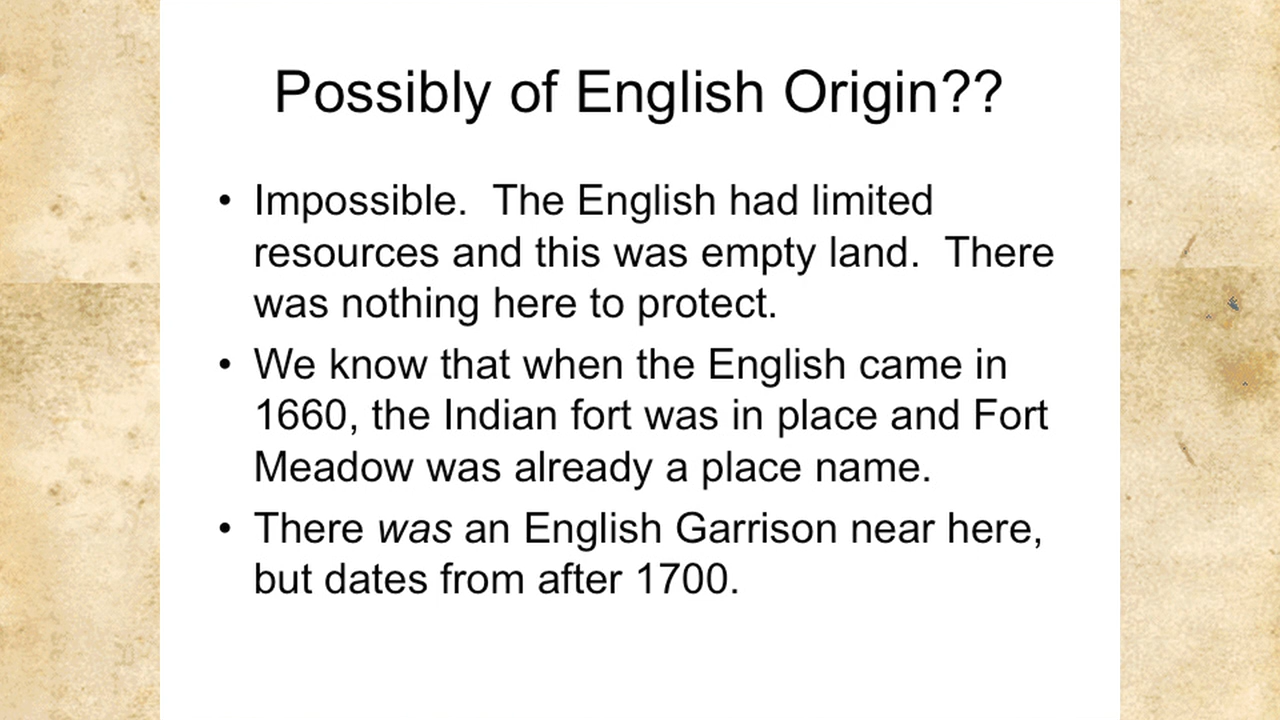 Possibly of English Origin??
• Impossible.  The English had limited
resources and this was empty land.  There
was nothing here to protect.
• We know that when the English came in
1660, the Indian fort was in place and Fort
Meadow was already a place name.
• There was an English Garrison near here,
but dates from after 1700.